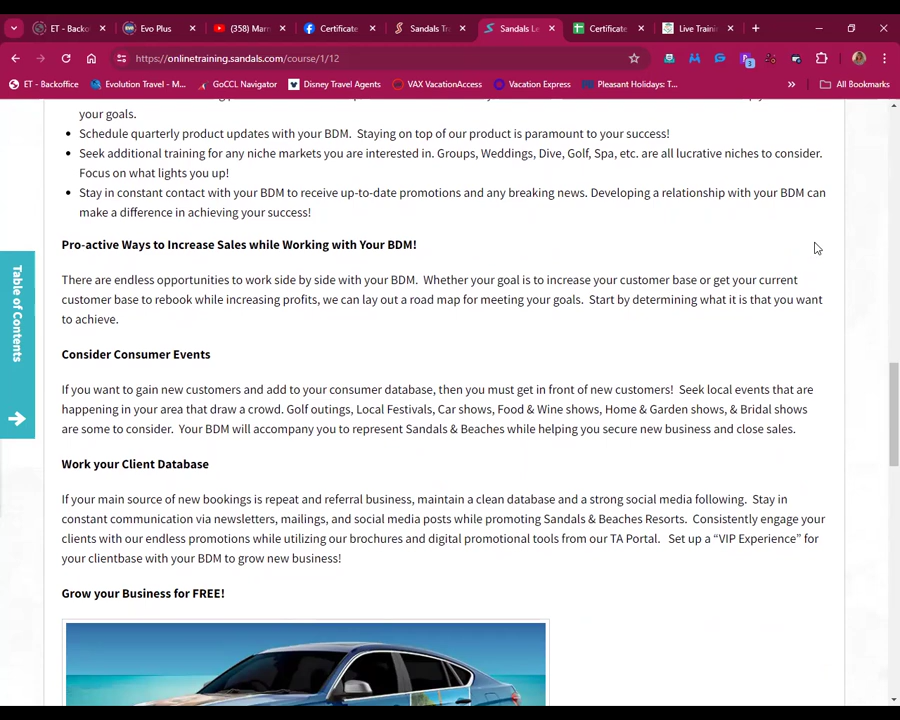 ET - Backo
Evo Plus
(358) Marr
Certificate
Sandals Tr
Sandals Le
Certificate
Live Trainin
https://onlinetraining.sandals.com/course/1/12
3
ET - Backoffice
Evolution Travel - M...
GoCCL Navigator
Disney Travel Agents
VAX VacationAccess
Vacation Express
Pleasant Holidays: T...
All Bookmarks
your goals.
• Schedule quarterly product updates with your BDM. Staying on top of our product is paramount to your success!
• Seek additional training for any niche markets you are interested in. Groups, Weddings, Dive, Golf, Spa, etc. are all lucrative niches to consider.
Focus on what lights you up!
• Stay in constant contact with your BDM to receive up-to-date promotions and any breaking news. Developing a relationship with your BDM can
make a difference in achieving your success!
Pro-active Ways to Increase Sales while Working with Your BDM!
There are endless opportunities to work side by side with your BDM. Whether your goal is to increase your customer base or get your current
customer base to rebook while increasing profits, we can lay out a road map for meeting your goals. Start by determining what it is that you want
to achieve.
Table of Contents
Consider Consumer Events
If you want to gain new customers and add to your consumer database, then you must get in front of new customers! Seek local events that are
happening in your area that draw a crowd. Golf outings, Local Festivals, Car shows, Food & Wine shows, Home & Garden shows, & Bridal shows
are some to consider. Your BDM will accompany you to represent Sandals & Beaches while helping you secure new business and close sales.
Work your Client Database
If your main source of new bookings is repeat and referral business, maintain a clean database and a strong social media following. Stay in
constant communication via newsletters, mailings, and social media posts while promoting Sandals & Beaches Resorts. Consistently engage your
clients with our endless promotions while utilizing our brochures and digital promotional tools from our TA Portal. Set up a “VIP Experience” for
your clientbase with your BDM to grow new business!
Grow your Business for FREE!